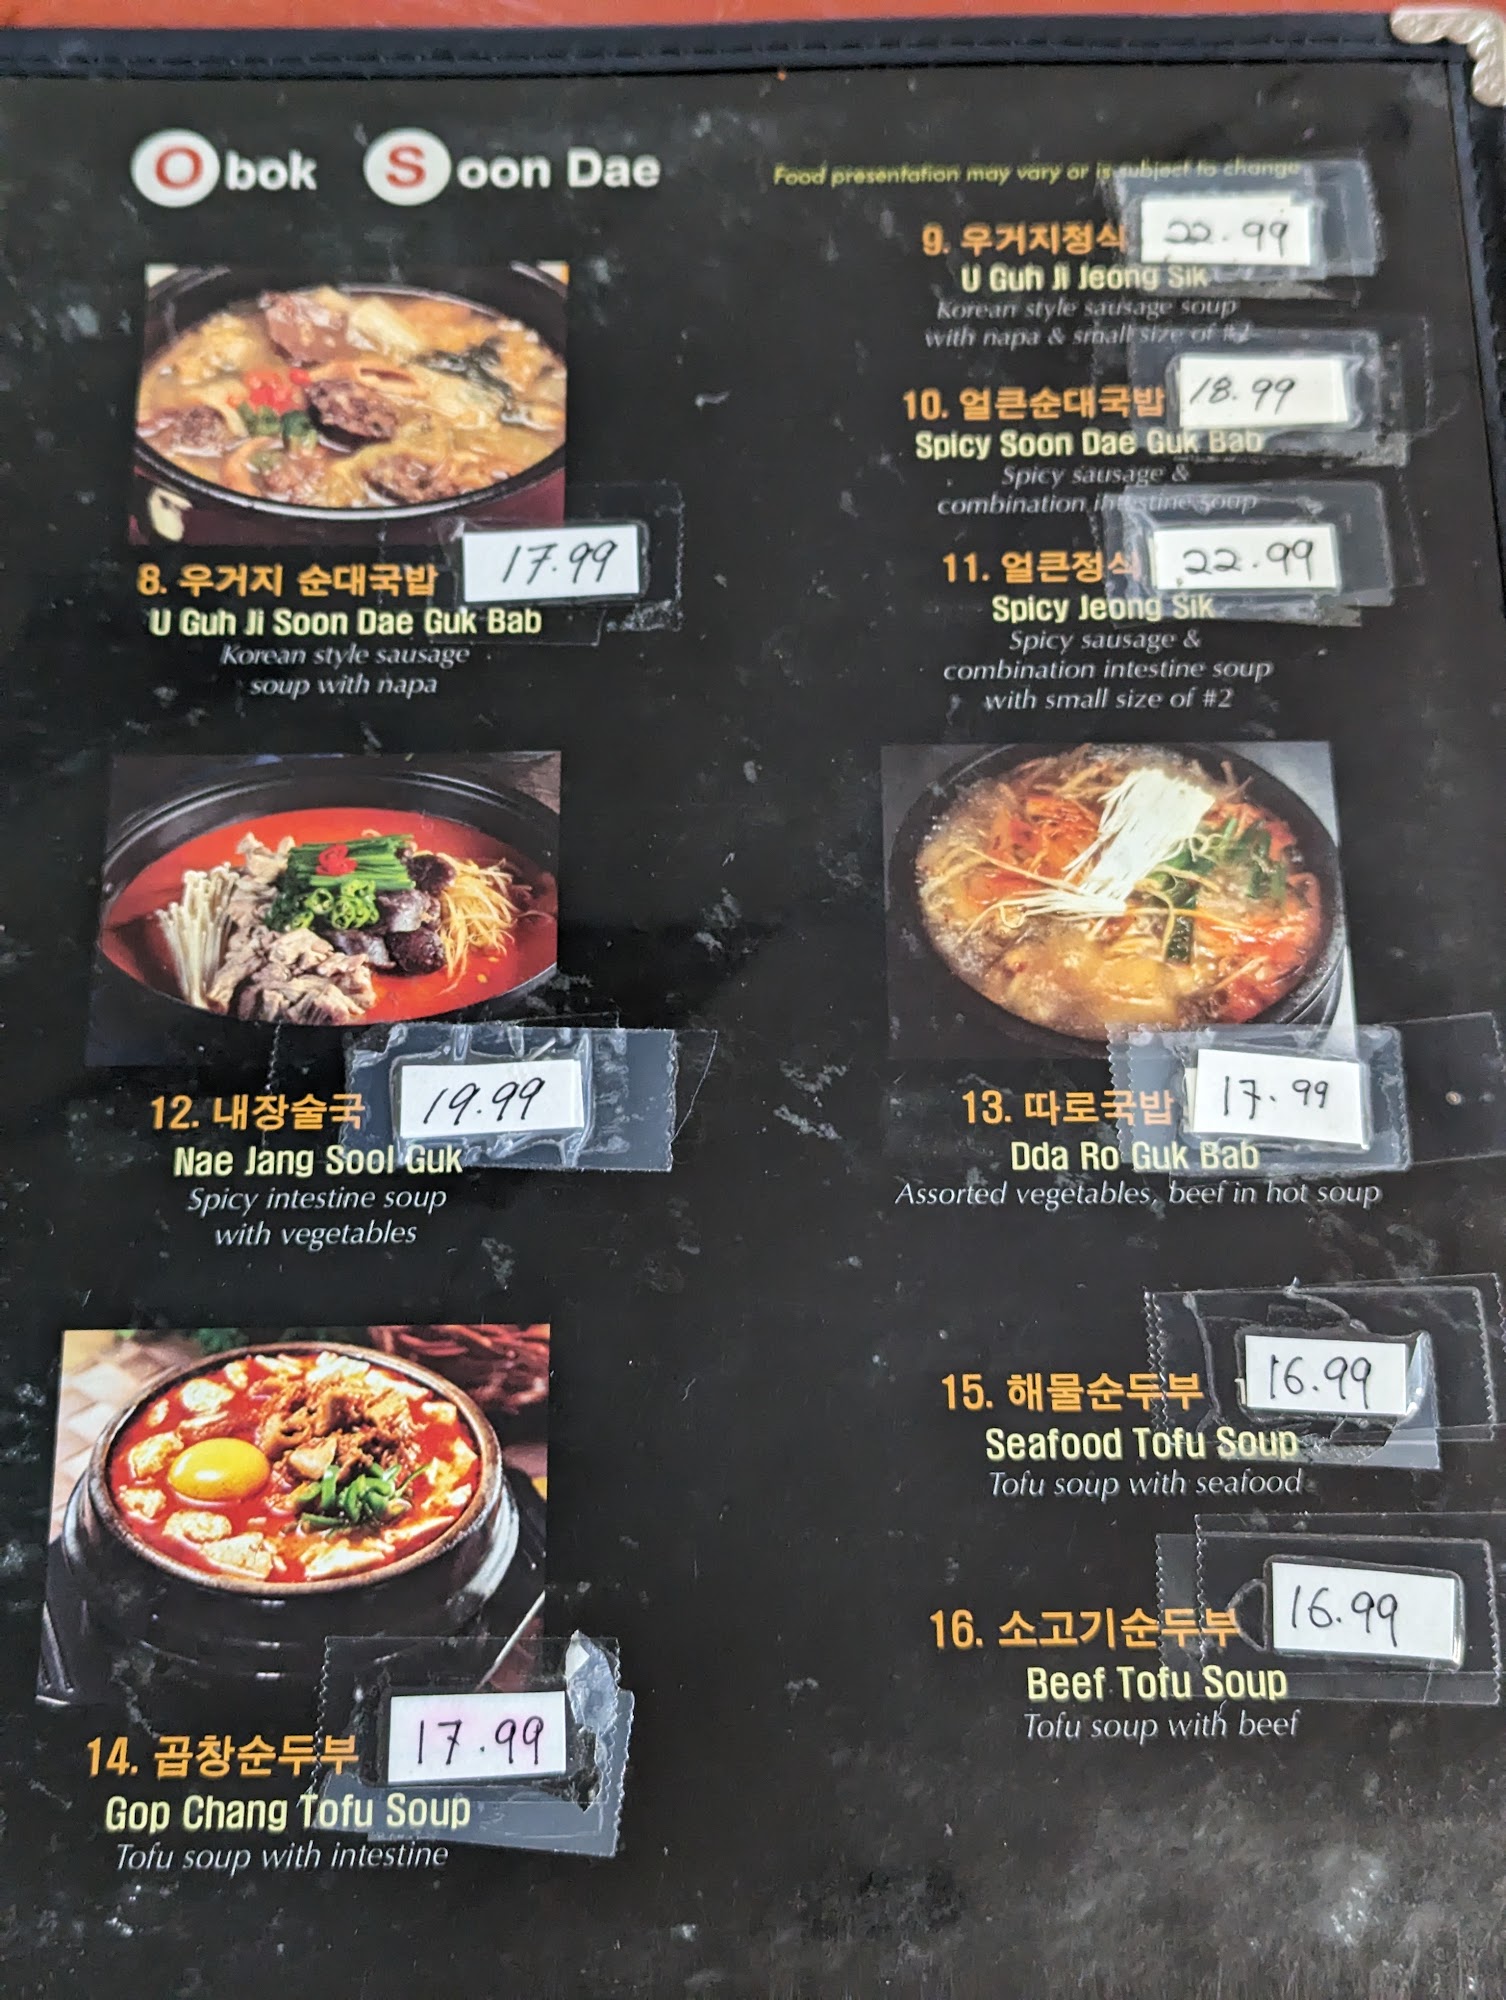 Obok Soon Dae
Food presentation may vary or is subject to change
8. 우거지 순대국밥 17.99
U Guh Ji Soon Dae Guk Bab
Korean style sausage
soup with napa
9. 우거지정식 22.99
U Guh Ji Jeong Sik
Korean style sausage soup
with napa & small size of #2
10. 얼큰순대국밥 18.99
Spicy Soon Dae Guk Bab
Spicy sausage &
combination intestine soup
11. 얼큰정식 22.99
Spicy Jeong Sik
Spicy sausage &
combination intestine soup
with small size of #2
12. 내장술국 19.99
Nae Jang Sool Guk
Spicy intestine soup
with vegetables
13. 따로국밥 17.99
Dda Ro Guk Bab
Assorted vegetables, beef in hot soup
14. 곱창순두부 17.99
Gop Chang Tofu Soup
Tofu soup with intestine
15. 해물순두부 16.99
Seafood Tofu Soup
Tofu soup with seafood
16. 소고기순두부 16.99
Beef Tofu Soup
Tofu soup with beef